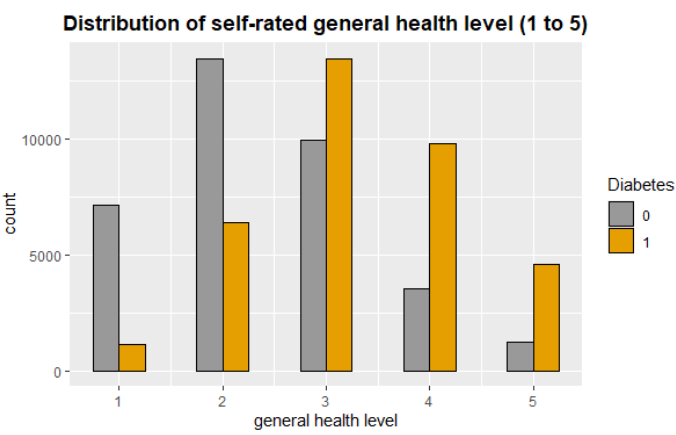 Distribution of self-rated general health level (1 to 5)
10000
5000
0
count
1 2 3 4 5
general health level
Diabetes
0
1